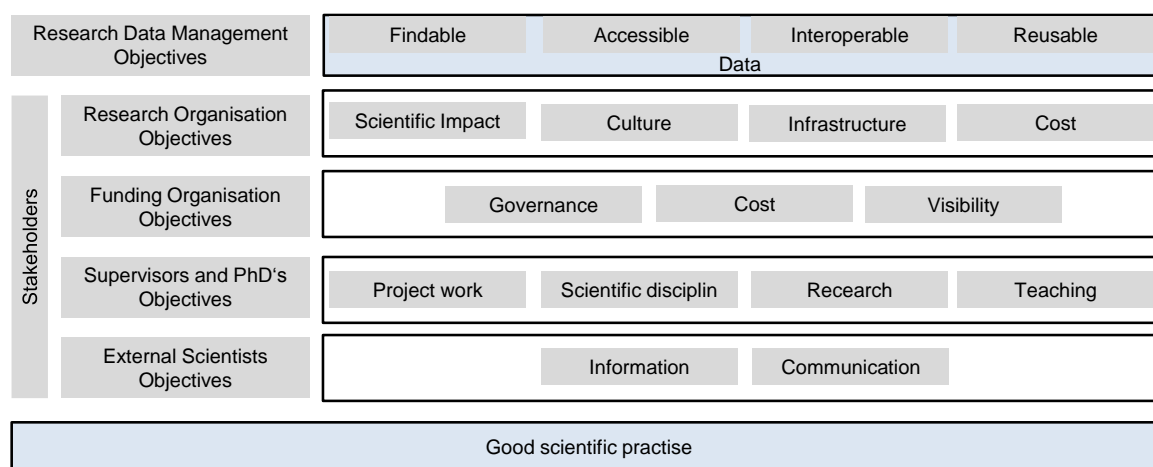 Research Data Management
Objectives
Findable
Accessible
Interoperable
Reusable
Data
Stakeholders
Research Organisation
Objectives
Scientific Impact
Culture
Infrastructure
Cost
Funding Organisation
Objectives
Governance
Cost
Visibility
Supervisors and PhD‘s
Objectives
Project work
Scientific disciplin
Recearch
Teaching
External Scientists
Objectives
Information
Communication
Good scientific practise